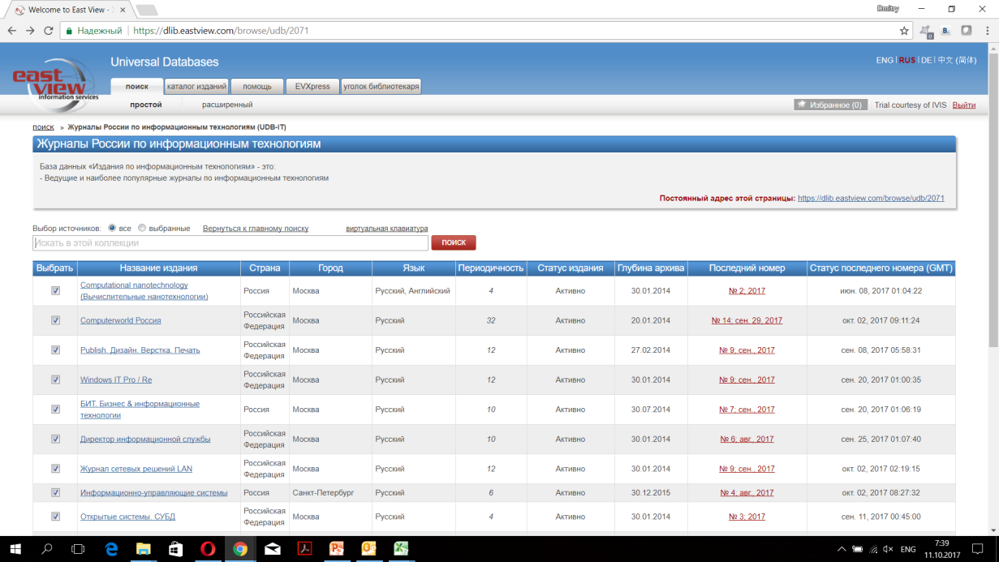 Welcome to East View -
Dmitry
Надежный
https://dlib.eastview.com/browse/udb/2071
east view
information services
Universal Databases
ENG | RUS | DE | 中文 (简体)
поиск каталог изданий помощь EVXpress уголок библиотекаря
простой расширенный
Избранное (0) Trial courtesy of IVIS Выйти
поиск » Журналы России по информационным технологиям (UDB-IT)
Журналы России по информационным технологиям
База данных «Издания по информационным технологиям» - это:
- Ведущие и наиболее популярные журналы по информационным технологиям
Постоянный адрес этой страницы: https://dlib.eastview.com/browse/udb/2071
Выбор источников: все выбранные Вернуться к главному поиску виртуальная клавиатура
Искать в этой коллекции поиск
Выбрать Название издания Страна Город Язык Периодичность Статус издания Глубина архива Последний номер Статус последнего номера (GMT)
Computational nanotechnology
(Вычислительные нанотехнологии) Россия Москва Русский, Английский 4 Активно 30.01.2014 № 2; 2017 июн. 08, 2017 01:04:22
Computerworld Россия Российская Федерация Москва Русский 32 Активно 20.01.2014 № 14; сен. 29, 2017 окт. 02, 2017 09:11:24
Publish. Дизайн. Верстка. Печать Российская Федерация Москва Русский 12 Активно 27.02.2014 № 9; сен., 2017 сен. 08, 2017 05:58:31
Windows IT Pro / Re Российская Федерация Москва Русский 12 Активно 30.01.2014 № 9; сен., 2017 сен. 20, 2017 01:00:35
БИТ. Бизнес & информационные
технологии Россия Москва Русский 10 Активно 30.07.2014 № 7; сен., 2017 сен. 20, 2017 01:06:19
Директор информационной службы Российская Федерация Москва Русский 10 Активно 30.01.2014 № 6; авг., 2017 сен. 25, 2017 01:07:40
Журнал сетевых решений LAN Российская Федерация Москва Русский 12 Активно 30.01.2014 № 9; сен., 2017 окт. 02, 2017 02:19:15
Информационно-управляющие системы Россия Санкт-Петербург Русский 6 Активно 30.12.2015 № 4; авг., 2017 окт. 02, 2017 08:27:32
Открытые системы. СУБД Российская Федерация Москва Русский 4 Активно 30.01.2014 № 3; 2017 сен. 11, 2017 00:45:00
ENG
7:39
11.10.2017